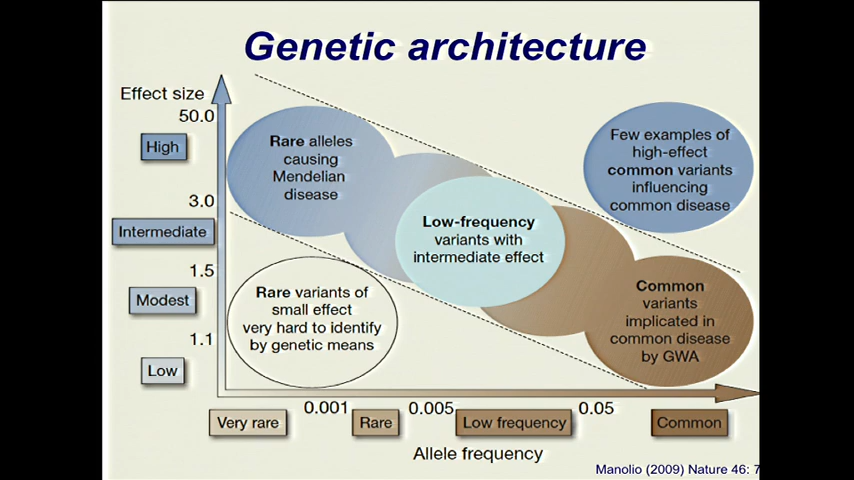 Genetic architecture
Effect size
50.0
High
3.0
Intermediate
1.5
Modest
1.1
Low
Rare alleles
causing
Mendelian
disease
Few examples of
high-effect
common variants
influencing
common disease
Low-frequency
variants with
intermediate effect
Rare variants of
small effect
very hard to identify
by genetic means
Common
variants
implicated in
common disease
by GWA
0.001
0.005
0.05
Very rare
Rare
Low frequency
Common
Allele frequency
Manolio (2009) Nature 46: 7